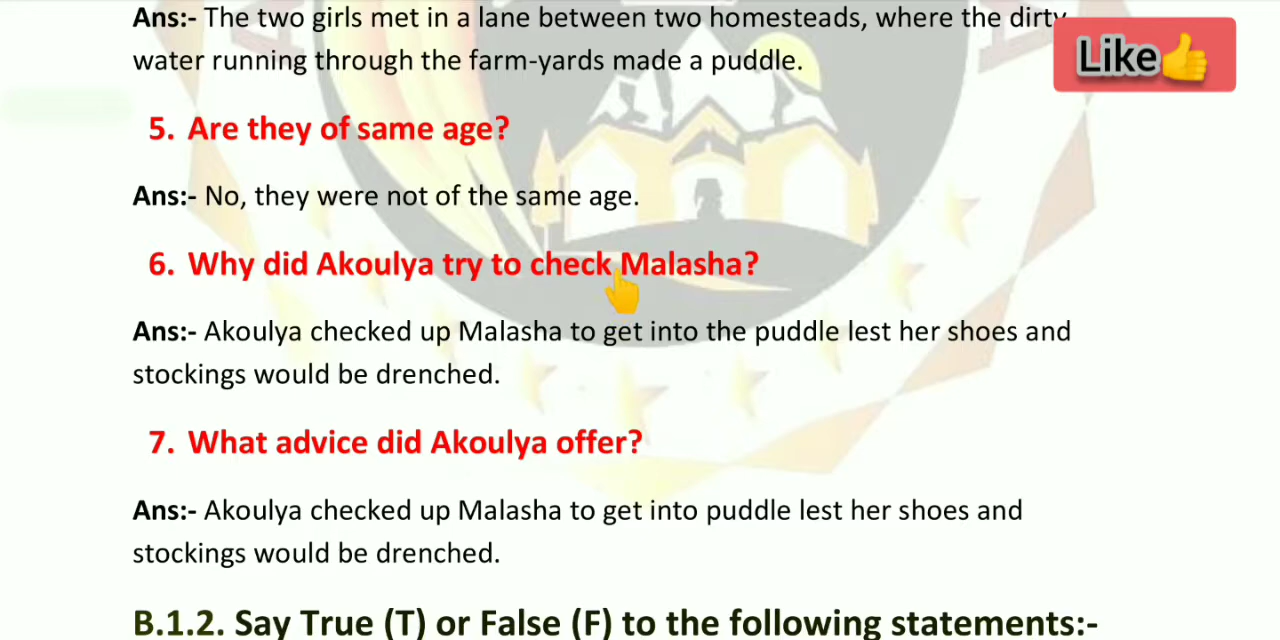 Ans:- The two girls met in a lane between two homesteads, where the dirty
water running through the farm-yards made a puddle.
Like
5. Are they of same age?
Ans:- No, they were not of the same age.
6. Why did Akoulya try to check Malasha?
Ans:- Akoulya checked up Malasha to get into the puddle lest her shoes and
stockings would be drenched.
7. What advice did Akoulya offer?
Ans:- Akoulya checked up Malasha to get into puddle lest her shoes and
stockings would be drenched.
B.1.2. Say True (T) or False (F) to the following statements:-